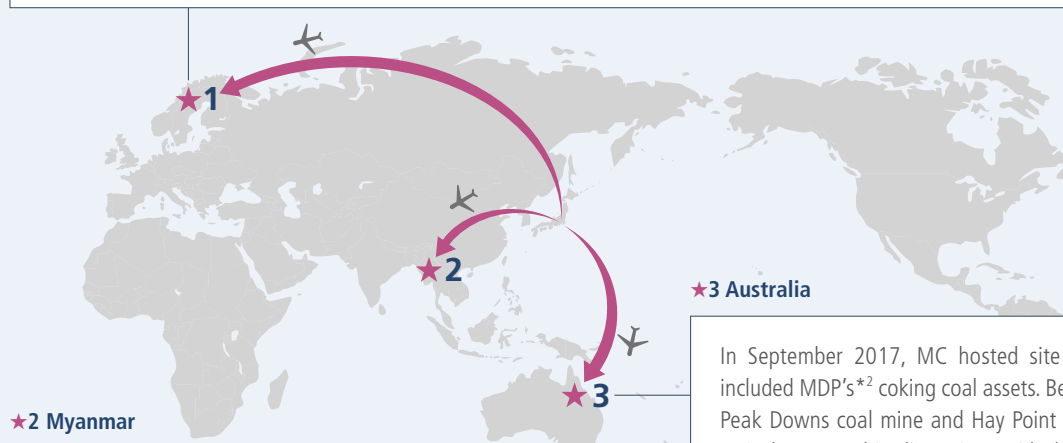 ★1
★2
★3 Australia
★3
In September 2017, MC hosted site
included MDP's*2 coking coal assets. Be
Peak Downs coal mine and Hay Point
★2 Myanmar